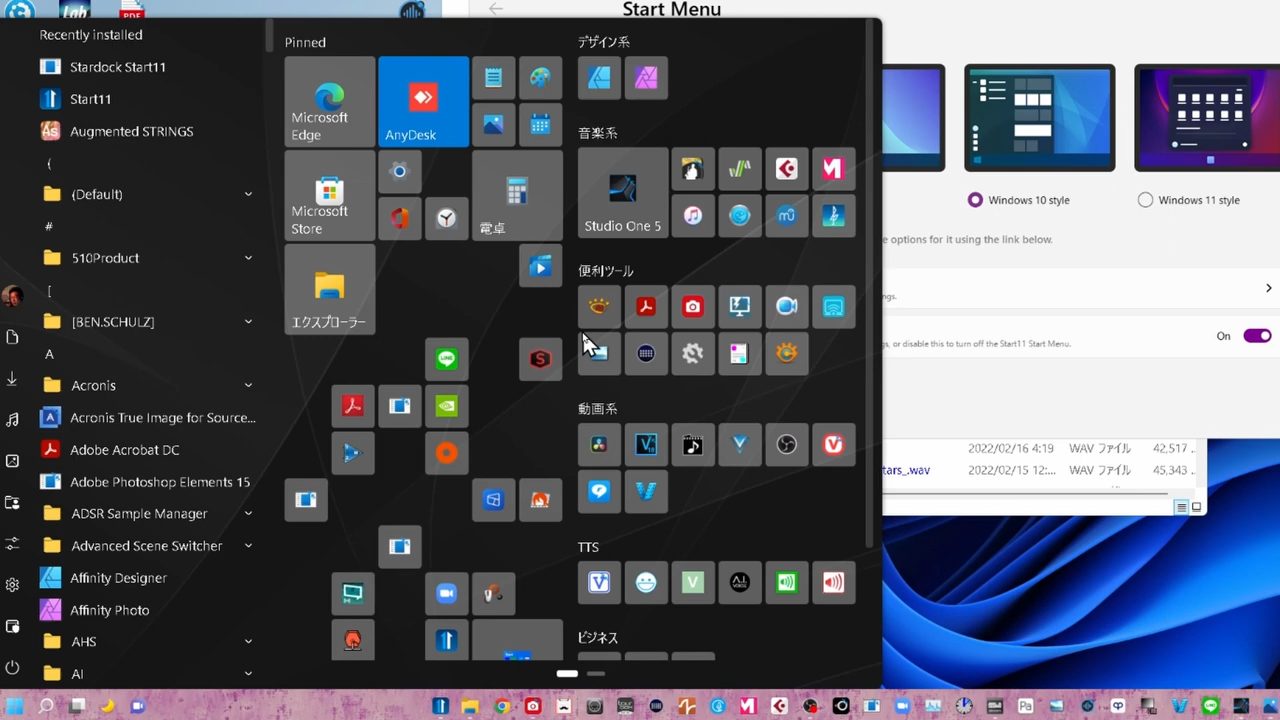 Lab
PDF
Start Menu
Recently installed
Stardock Start11
Start11
Augmented STRINGS
{
(Default)
#
510Product
[
[BEN.SCHULZ]
A
Acronis
Acronis True Image for Source...
Adobe Acrobat DC
Adobe Photoshop Elements 15
ADSR Sample Manager
Advanced Scene Switcher
Affinity Designer
Affinity Photo
AHS
AI
Pinned
Microsoft
Edge
AnyDesk
Microsoft
Store
電卓
エクスプローラー
デザイン系
音楽系
Studio One 5
便利ツール
動画系
TTS
ビジネス
Windows 10 style
Windows 11 style
e options for it using the link below.
ngs.
On
gs, or disable this to turn off the Start11 Start Menu.
2022/02/16 4:19 WAV ファイル 42,517 ..
tars_.wav 2022/02/15 12:... WAV ファイル 45,343 ...